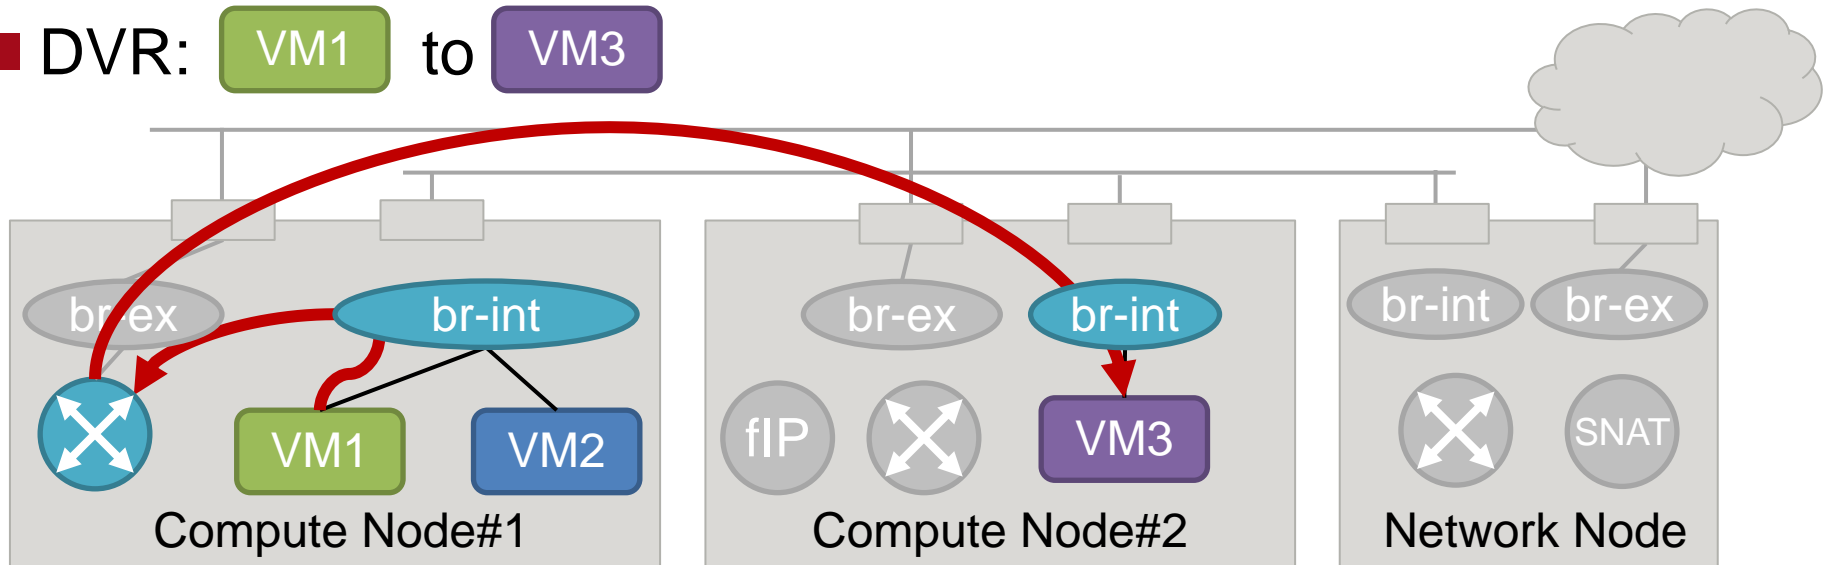 DVR: VM1 to VM3
br-ex br-int br-ex br-int br-int br-ex
VM1 VM2 fIP VM3 SNAT
Compute Node#1 Compute Node#2 Network Node